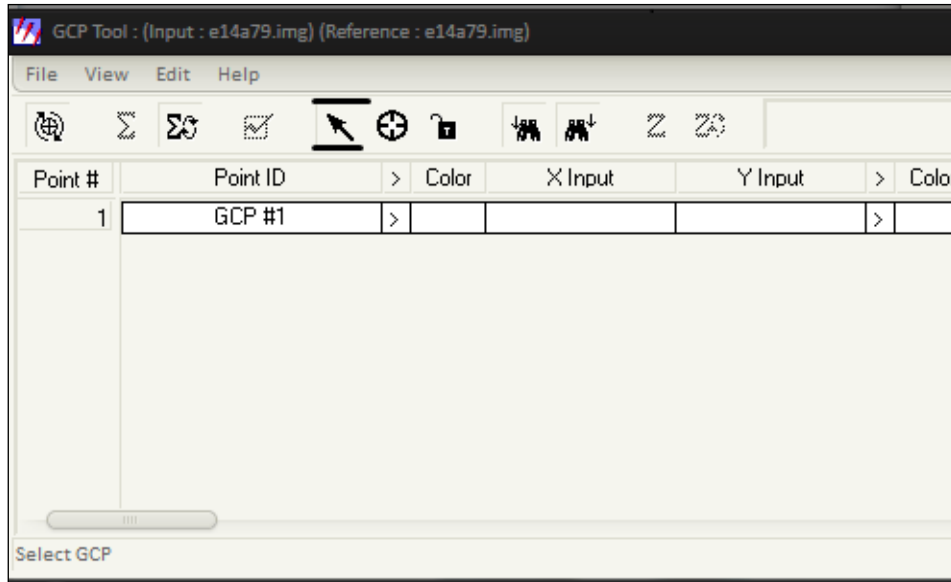 GCP Tool : (Input : e14a79.img) (Reference : e14a79.img)
File View Edit Help
Σ Σ Z Z
Point # Point ID > Color X Input Y Input > Colo
1 GCP #1 > >
Select GCP